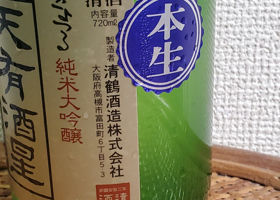 清酒
内容量
720ml
本生
純米大吟醸
天有酒星
製造者
清鶴酒造株式会社
大阪府高槻市富田町6丁目5-3